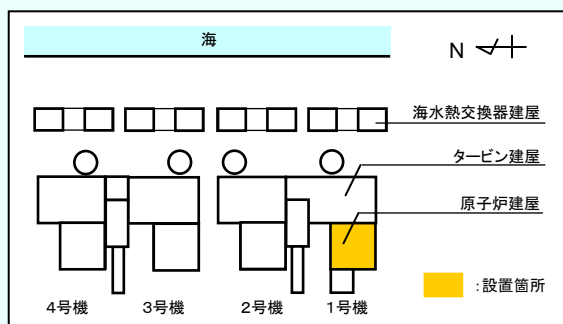 海
N
海水熱交換器建屋
タービン建屋
原子炉建屋
:設置箇所
4号機 3号機 2号機 1号機